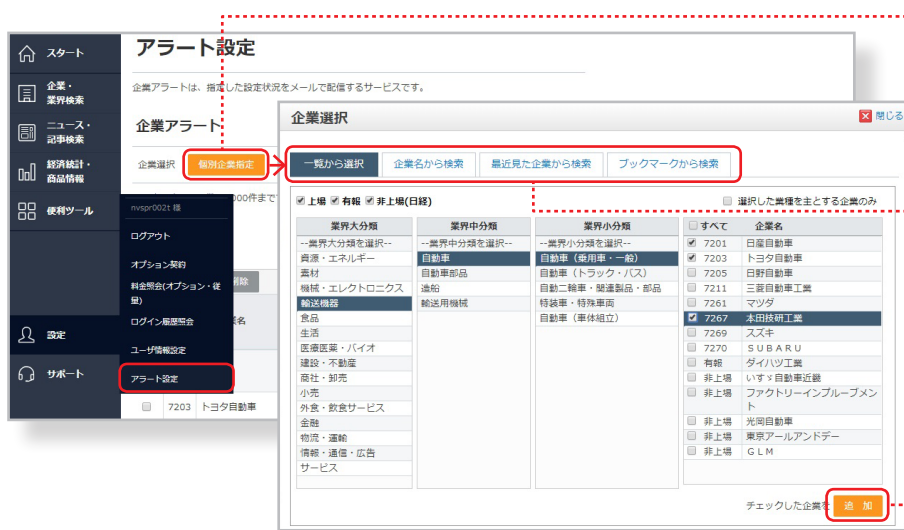 スタート
企業・
業界検索
ニュース・
記事検索
経済統計・
商品情報
便利ツール
設定
サポート
nvspr002t 様
ログアウト
オプション契約
料金照会(オプション・従
量)
ログイン履歴照会
ユーザ情報設定
アラート設定
アラート設定
企業アラートは、指定した設定状況をメールで配信するサービスです。
企業アラート
企業選択 個別企業指定
000件まで
削除
7203 トヨタ自動車
企業選択
閉じる
一覧から選択 企業名から検索 最近見た企業から検索 ブックマークから検索
上場 有報 非上場(日経) 選択した業種を主とする企業のみ
業界大分類
--業界大分類を選択--
資源・エネルギー
素材
機械・エレクトロニクス
輸送機器
食品
生活
医療医薬・バイオ
建設・不動産
商社・卸売
小売
外食・飲食サービス
金融
物流・運輸
情報・通信・広告
サービス
業界中分類
--業界中分類を選択--
自動車
自動車部品
造船
輸送用機械
業界小分類
--業界小分類を選択--
自動車(乗用車・一般)
自動車(トラック・バス)
自動二輪車・関連製品・部品
特装車・特殊車両
自動車(車体組立)
すべて 企業名
7201 日産自動車
7203 トヨタ自動車
7205 日野自動車
7211 三菱自動車工業
7261 マツダ
7267 本田技研工業
7269 スズキ
7270 SUBARU
有報 ダイハツ工業
非上場 いすゞ自動車近畿
非上場 ファクトリーインプルーブメン
ト
非上場 光岡自動車
非上場 東京アールアンドデー
非上場 GLM
チェックした企業を 追 加